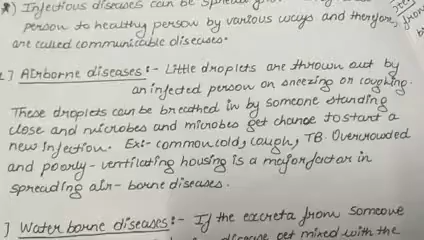 *) Infectious diseases can be spread
person to healthy person by various ways and therefore, from
are called communicable diseases.
1] Airborne diseases:- Little droplets are thrown out by
an infected person on sneezing or coughing.
These droplets can be breathed in by someone standing
close and microbes and microbes get chance to start a
new infection. Ex:- common cold, cough, TB. Overcrowded
and poorly-ventilating housing is a major factor in
spreading air-borne diseases.
] Water borne diseases:- If the excreta from someone
disease get mixed with the